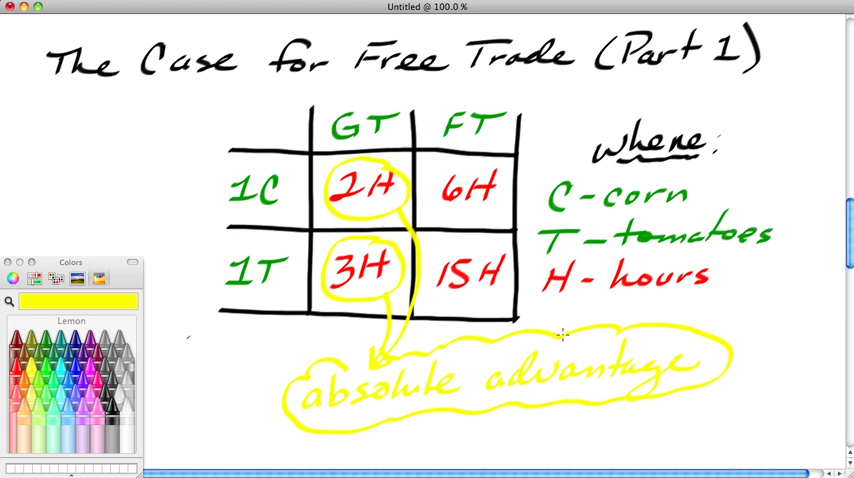 Untitled @ 100.0 %
The Case for Free Trade (Part 1)
GT FT
where:
1C 2H 6H
C - corn
T - tomatoes
1T 3H 15H
H - hours
Colors
Lemon
absolute advantage